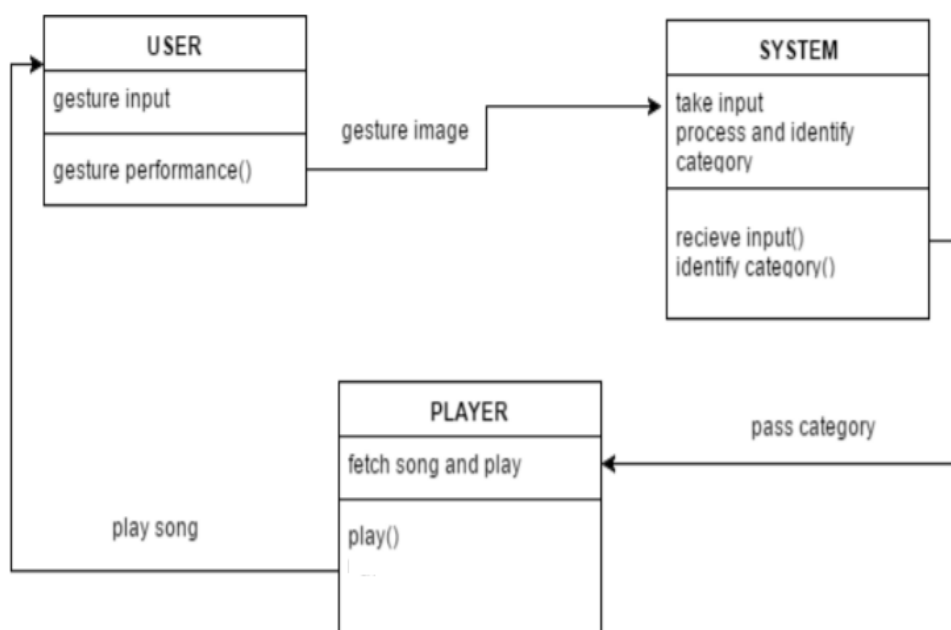 USER
gesture input
gesture performance()
gesture image
SYSTEM
take input
process and identify
category
recieve input()
identify category()
PLAYER
fetch song and play
play()
pass category
play song